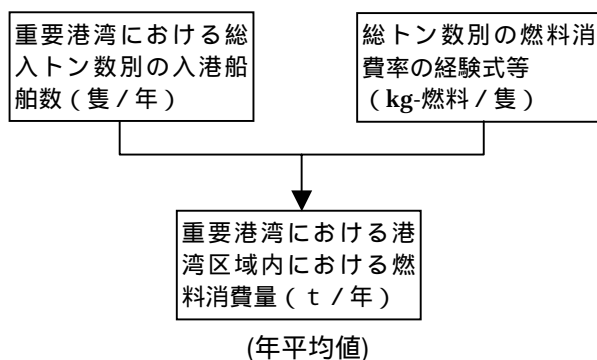 重要港湾における総
入トン数別の入港船
舶数（隻／年）
総トン数別の燃料消
費率の経験式等
（kg-燃料／隻）
重要港湾における港
湾区域内における燃
料消費量（ｔ／年）
(年平均値)